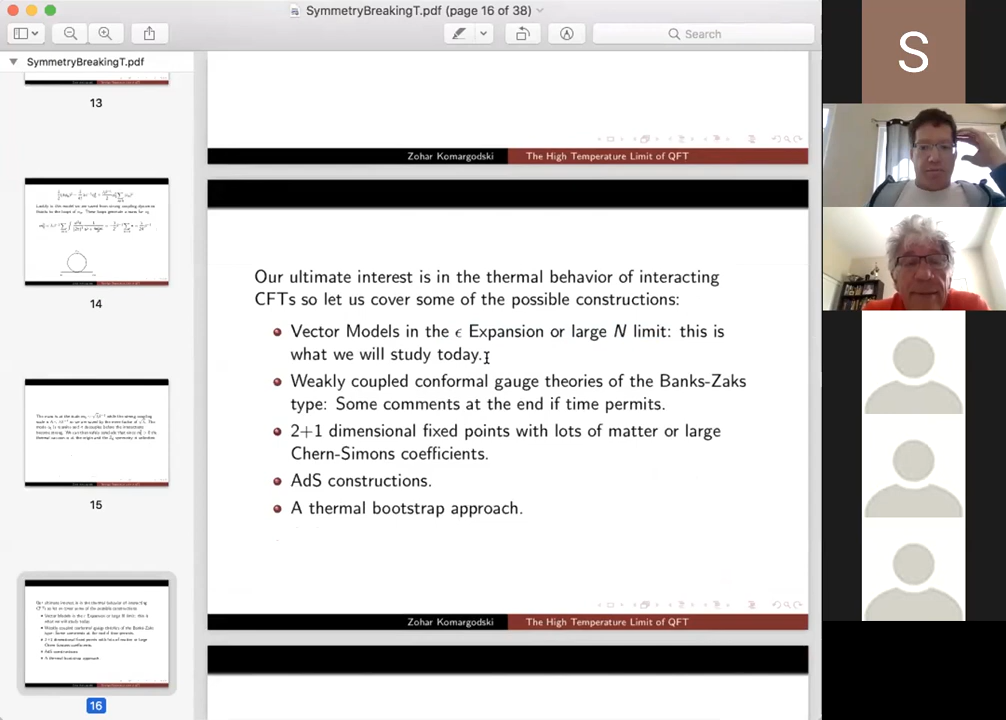 SymmetryBreakingT.pdf (page 16 of 38)
Search
SymmetryBreakingT.pdf
13
14
15
16
Zohar Komargodski The High Temperature Limit of QFT
Our ultimate interest is in the thermal behavior of interacting
CFTs so let us cover some of the possible constructions:
Vector Models in the ϵ Expansion or large N limit: this is
what we will study today.
Weakly coupled conformal gauge theories of the Banks-Zaks
type: Some comments at the end if time permits.
2+1 dimensional fixed points with lots of matter or large
Chern-Simons coefficients.
AdS constructions.
A thermal bootstrap approach.
Zohar Komargodski The High Temperature Limit of QFT
S